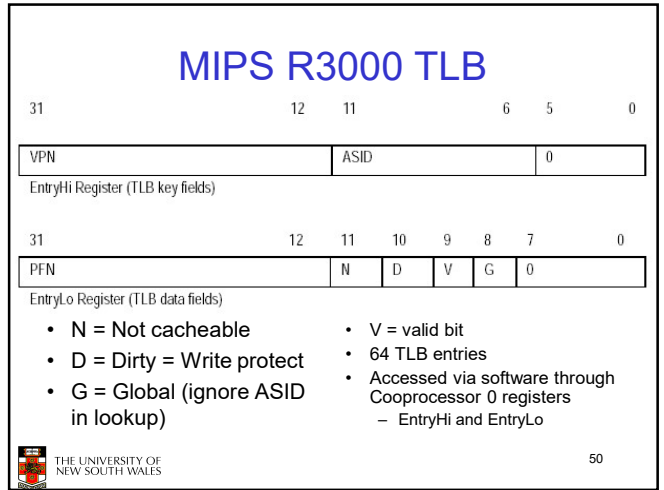 MIPS R3000 TLB
31 12 11 6 5 0
VPN ASID 0
EntryHi Register (TLB key fields)
31 12 11 10 9 8 7 0
PFN N D V G 0
EntryLo Register (TLB data fields)
• N = Not cacheable
• D = Dirty = Write protect
• G = Global (ignore ASID
in lookup)
• V = valid bit
• 64 TLB entries
• Accessed via software through
Cooprocessor 0 registers
– EntryHi and EntryLo
THE UNIVERSITY OF
NEW SOUTH WALES
50